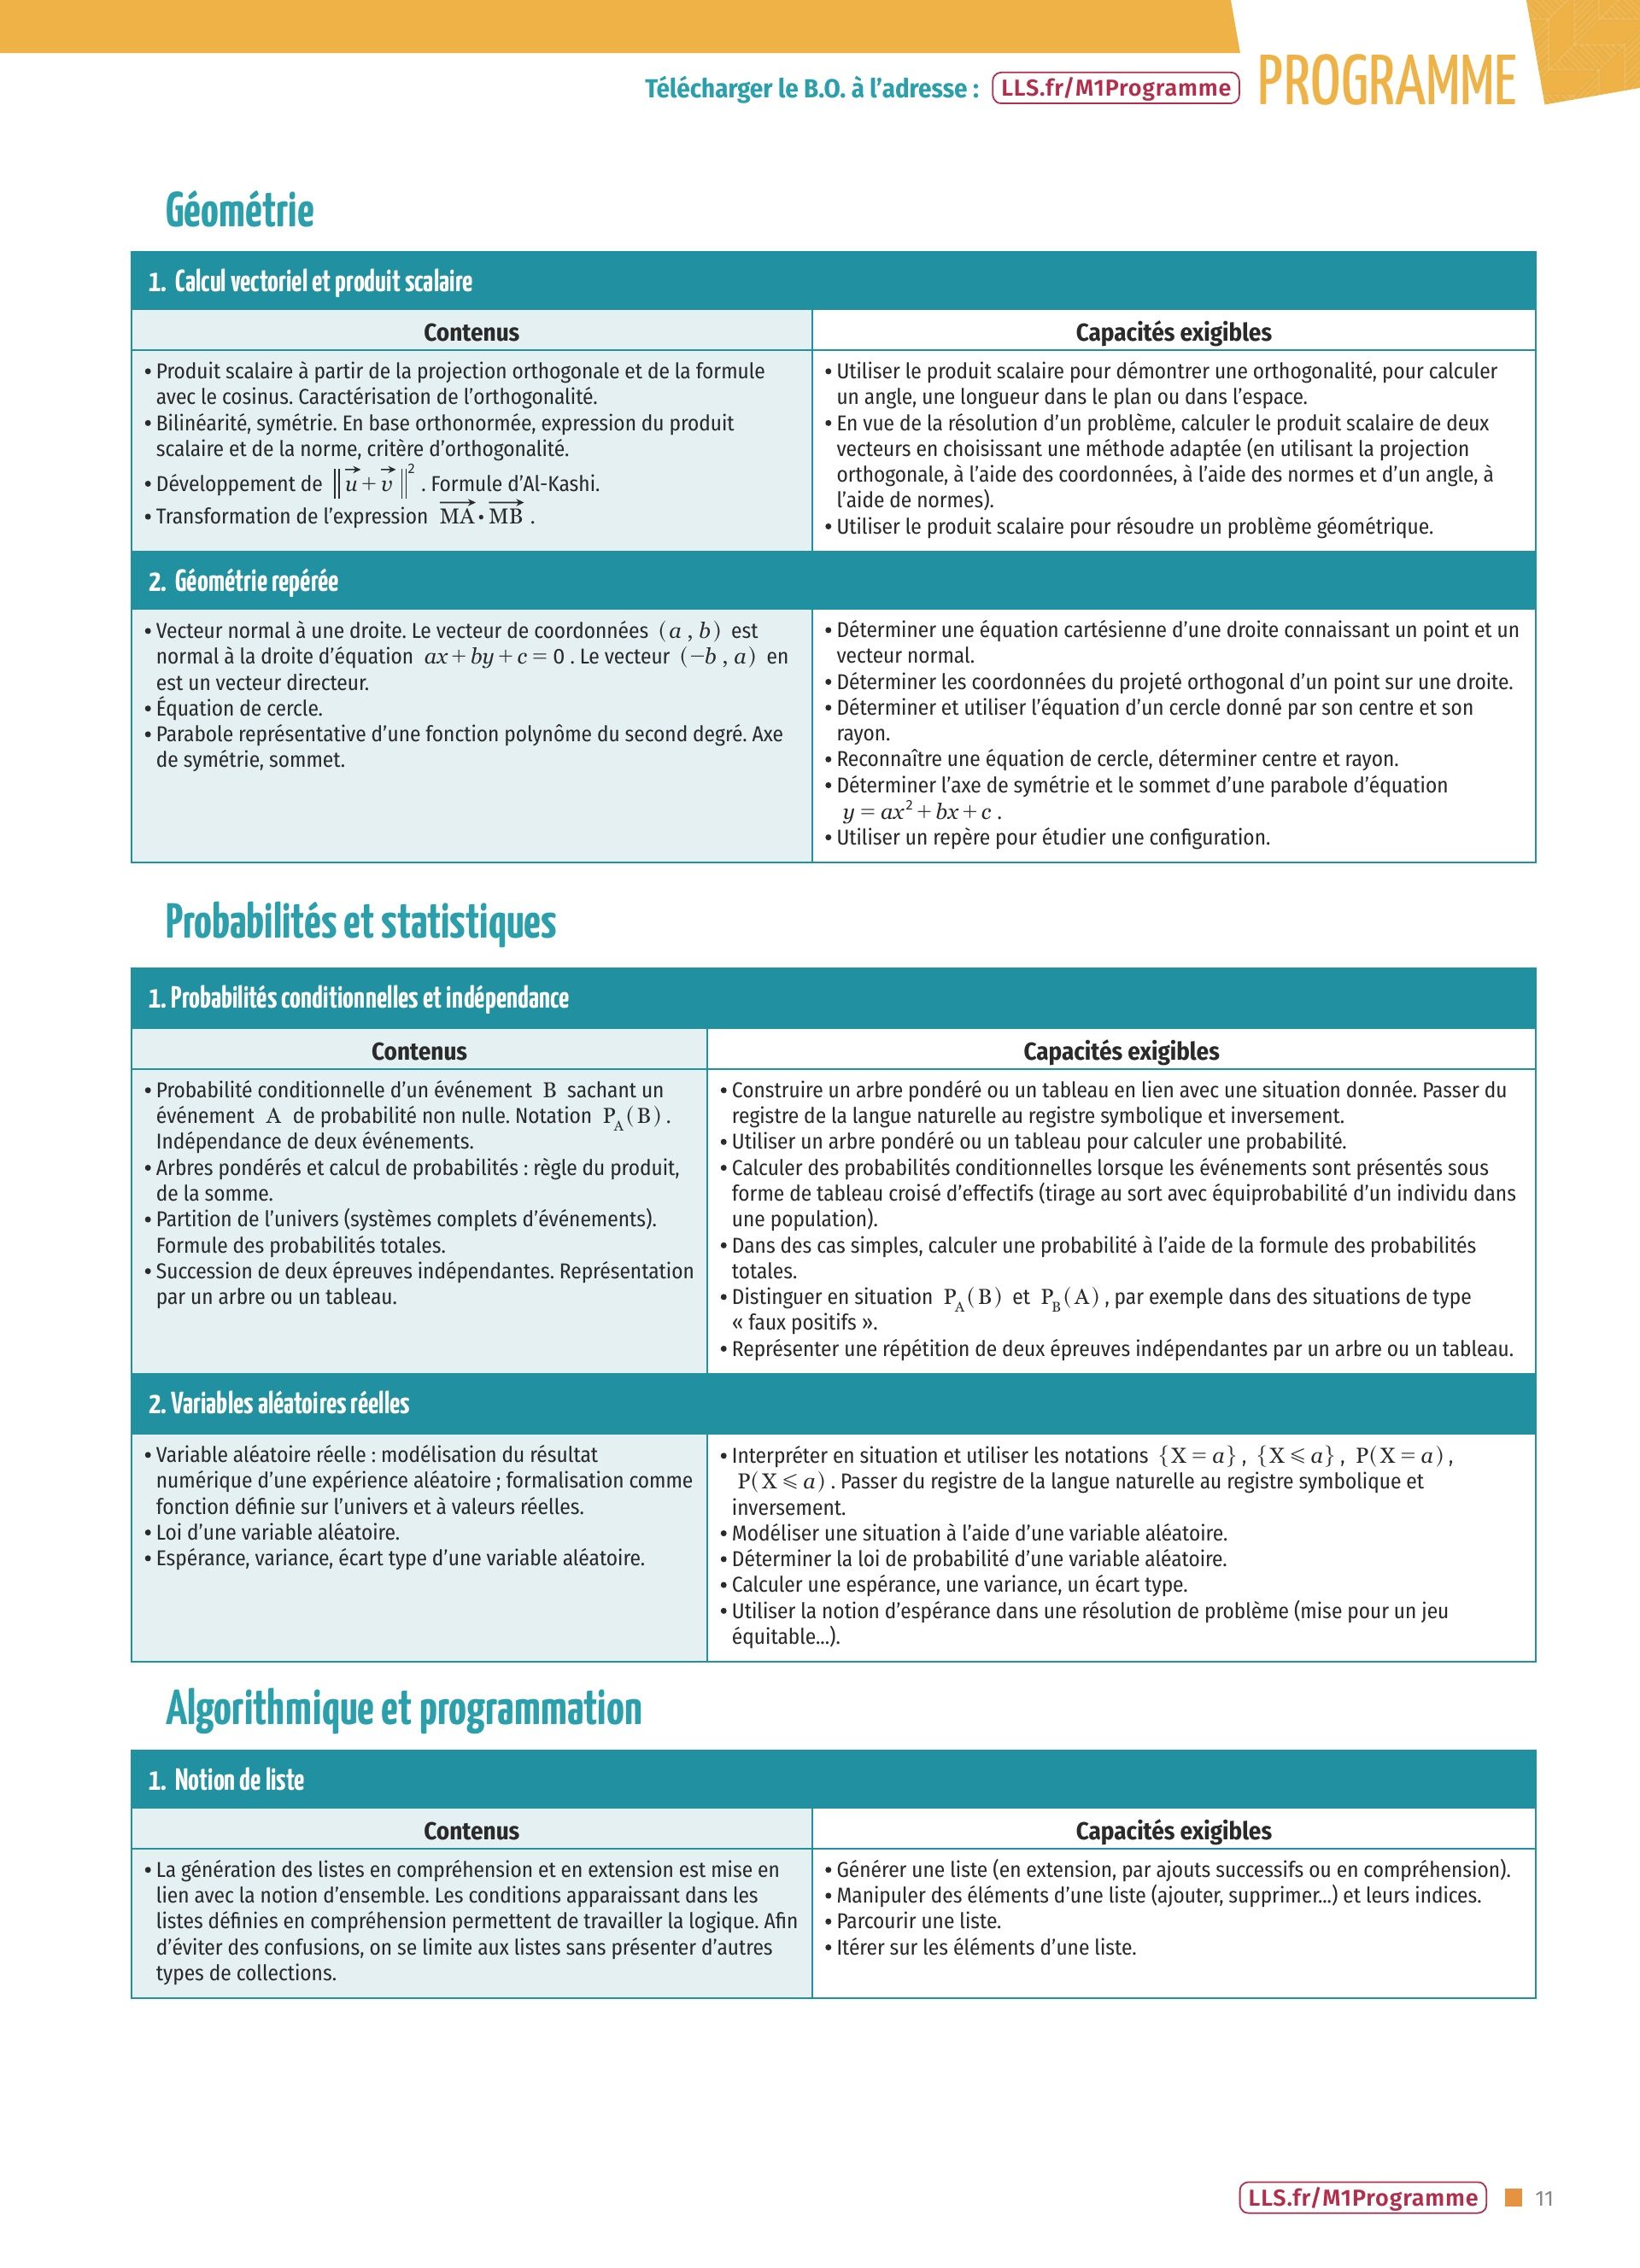 Télécharger le B.O. à l’adresse : LLS.fr/M1Programme PROGRAMME
Géométrie
1. Calcul vectoriel et produit scalaire
Contenus
• Produit scalaire à partir de la projection orthogonale et de la formule
avec le cosinus. Caractérisation de l’orthogonalité.
• Bilinéarité, symétrie. En base orthonormée, expression du produit
scalaire et de la norme, critère d’orthogonalité.
• Développement de ‖u⃗ + v⃗‖². Formule d’Al-Kashi.
• Transformation de l’expression MA⃗ • MB⃗ .
Capacités exigibles
• Utiliser le produit scalaire pour démontrer une orthogonalité, pour calculer
un angle, une longueur dans le plan ou dans l’espace.
• En vue de la résolution d’un problème, calculer le produit scalaire de deux
vecteurs en choisissant une méthode adaptée (en utilisant la projection
orthogonale, à l’aide des coordonnées, à l’aide des normes et d’un angle, à
l’aide de normes).
• Utiliser le produit scalaire pour résoudre un problème géométrique.
2. Géométrie repérée
• Vecteur normal à une droite. Le vecteur de coordonnées (a , b) est
normal à la droite d’équation ax + by + c = 0 . Le vecteur (−b , a) en
est un vecteur directeur.
• Équation de cercle.
• Parabole représentative d’une fonction polynôme du second degré. Axe
de symétrie, sommet.
• Déterminer une équation cartésienne d’une droite connaissant un point et un
vecteur normal.
• Déterminer les coordonnées du projeté orthogonal d’un point sur une droite.
• Déterminer et utiliser l’équation d’un cercle donné par son centre et son
rayon.
• Reconnaître une équation de cercle, déterminer centre et rayon.
• Déterminer l’axe de symétrie et le sommet d’une parabole d’équation
y = ax² + bx + c .
• Utiliser un repère pour étudier une configuration.
Probabilités et statistiques
1. Probabilités conditionnelles et indépendance
Contenus
• Probabilité conditionnelle d’un événement B sachant un
événement A de probabilité non nulle. Notation P_A(B) .
Indépendance de deux événements.
• Arbres pondérés et calcul de probabilités : règle du produit,
de la somme.
• Partition de l’univers (systèmes complets d’événements).
Formule des probabilités totales.
• Succession de deux épreuves indépendantes. Représentation
par un arbre ou un tableau.
Capacités exigibles
• Construire un arbre pondéré ou un tableau en lien avec une situation donnée. Passer du
registre de la langue naturelle au registre symbolique et inversement.
• Utiliser un arbre pondéré ou un tableau pour calculer une probabilité.
• Calculer des probabilités conditionnelles lorsque les événements sont présentés sous
forme de tableau croisé d’effectifs (tirage au sort avec équiprobabilité d’un individu dans
une population).
• Dans des cas simples, calculer une probabilité à l’aide de la formule des probabilités
totales.
• Distinguer en situation P_A(B) et P_B(A) , par exemple dans des situations de type
« faux positifs ».
• Représenter une répétition de deux épreuves indépendantes par un arbre ou un tableau.
2. Variables aléatoires réelles
• Variable aléatoire réelle : modélisation du résultat
numérique d’une expérience aléatoire ; formalisation comme
fonction définie sur l’univers et à valeurs réelles.
• Loi d’une variable aléatoire.
• Espérance, variance, écart type d’une variable aléatoire.
• Interpréter en situation et utiliser les notations {X = a} , {X ⩽ a} , P(X = a) ,
P(X ⩽ a) . Passer du registre de la langue naturelle au registre symbolique et
inversement.
• Modéliser une situation à l’aide d’une variable aléatoire.
• Déterminer la loi de probabilité d’une variable aléatoire.
• Calculer une espérance, une variance, un écart type.
• Utiliser la notion d’espérance dans une résolution de problème (mise pour un jeu
équitable…).
Algorithmique et programmation
1. Notion de liste
Contenus
• La génération des listes en compréhension et en extension est mise en
lien avec la notion d’ensemble. Les conditions apparaissant dans les
listes définies en compréhension permettent de travailler la logique. Afin
d’éviter des confusions, on se limite aux listes sans présenter d’autres
types de collections.
Capacités exigibles
• Générer une liste (en extension, par ajouts successifs ou en compréhension).
• Manipuler des éléments d’une liste (ajouter, supprimer…) et leurs indices.
• Parcourir une liste.
• Itérer sur les éléments d’une liste.
LLS.fr/M1Programme 11